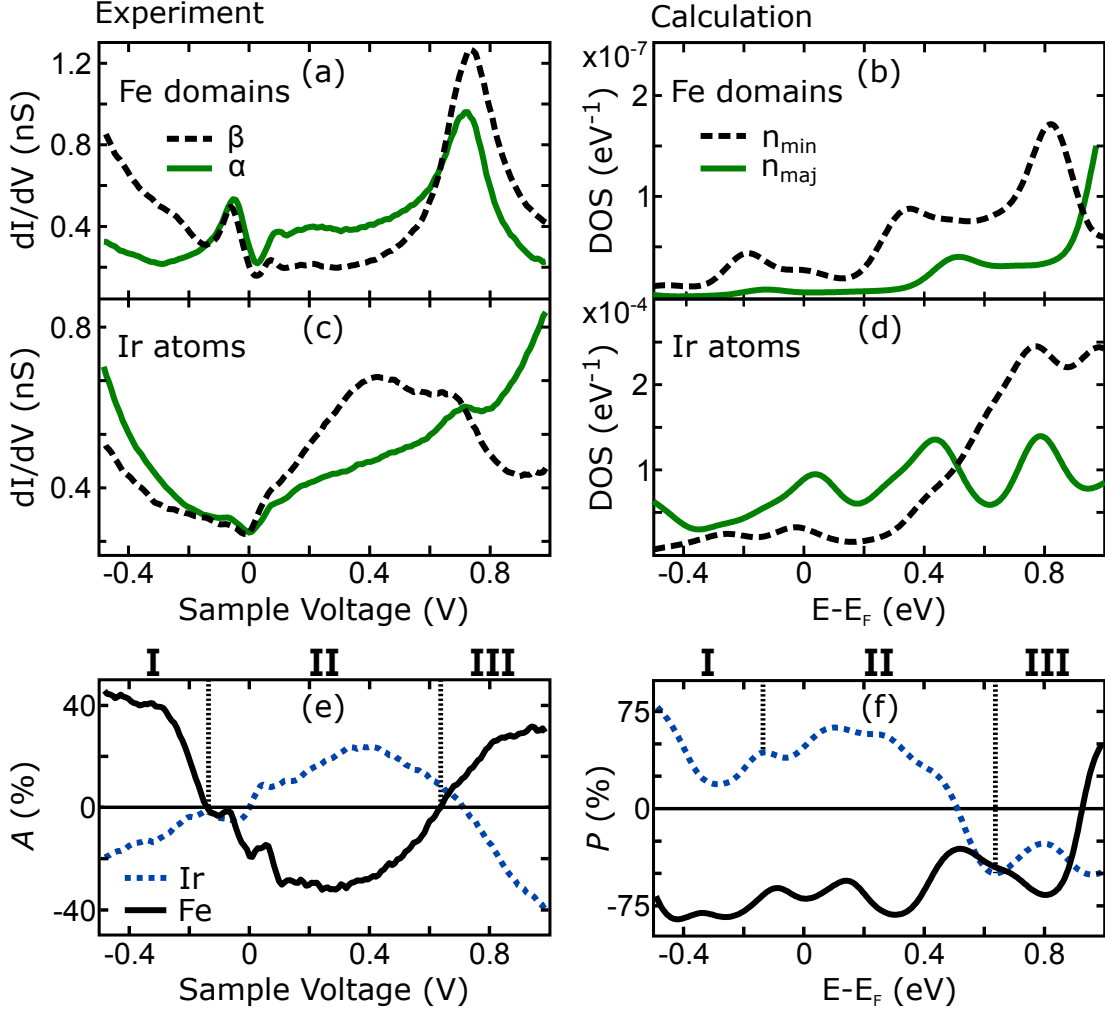 Experiment
Calculation
(a)
Fe domains
β
α
dI/dV (nS)
1.2
0.8
0.4
x10-7
(b)
Fe domains
nmin
nmaj
DOS (eV-1)
2
1
(c)
Ir atoms
dI/dV (nS)
0.8
0.4
-0.4 0 0.4 0.8
Sample Voltage (V)
x10-4
(d)
Ir atoms
DOS (eV-1)
2
1
-0.4 0 0.4 0.8
E-EF (eV)
I II III
(e)
A (%)
40
0
-40
Ir
Fe
-0.4 0 0.4 0.8
Sample Voltage (V)
I II III
(f)
P (%)
75
0
-75
-0.4 0 0.4 0.8
E-EF (eV)